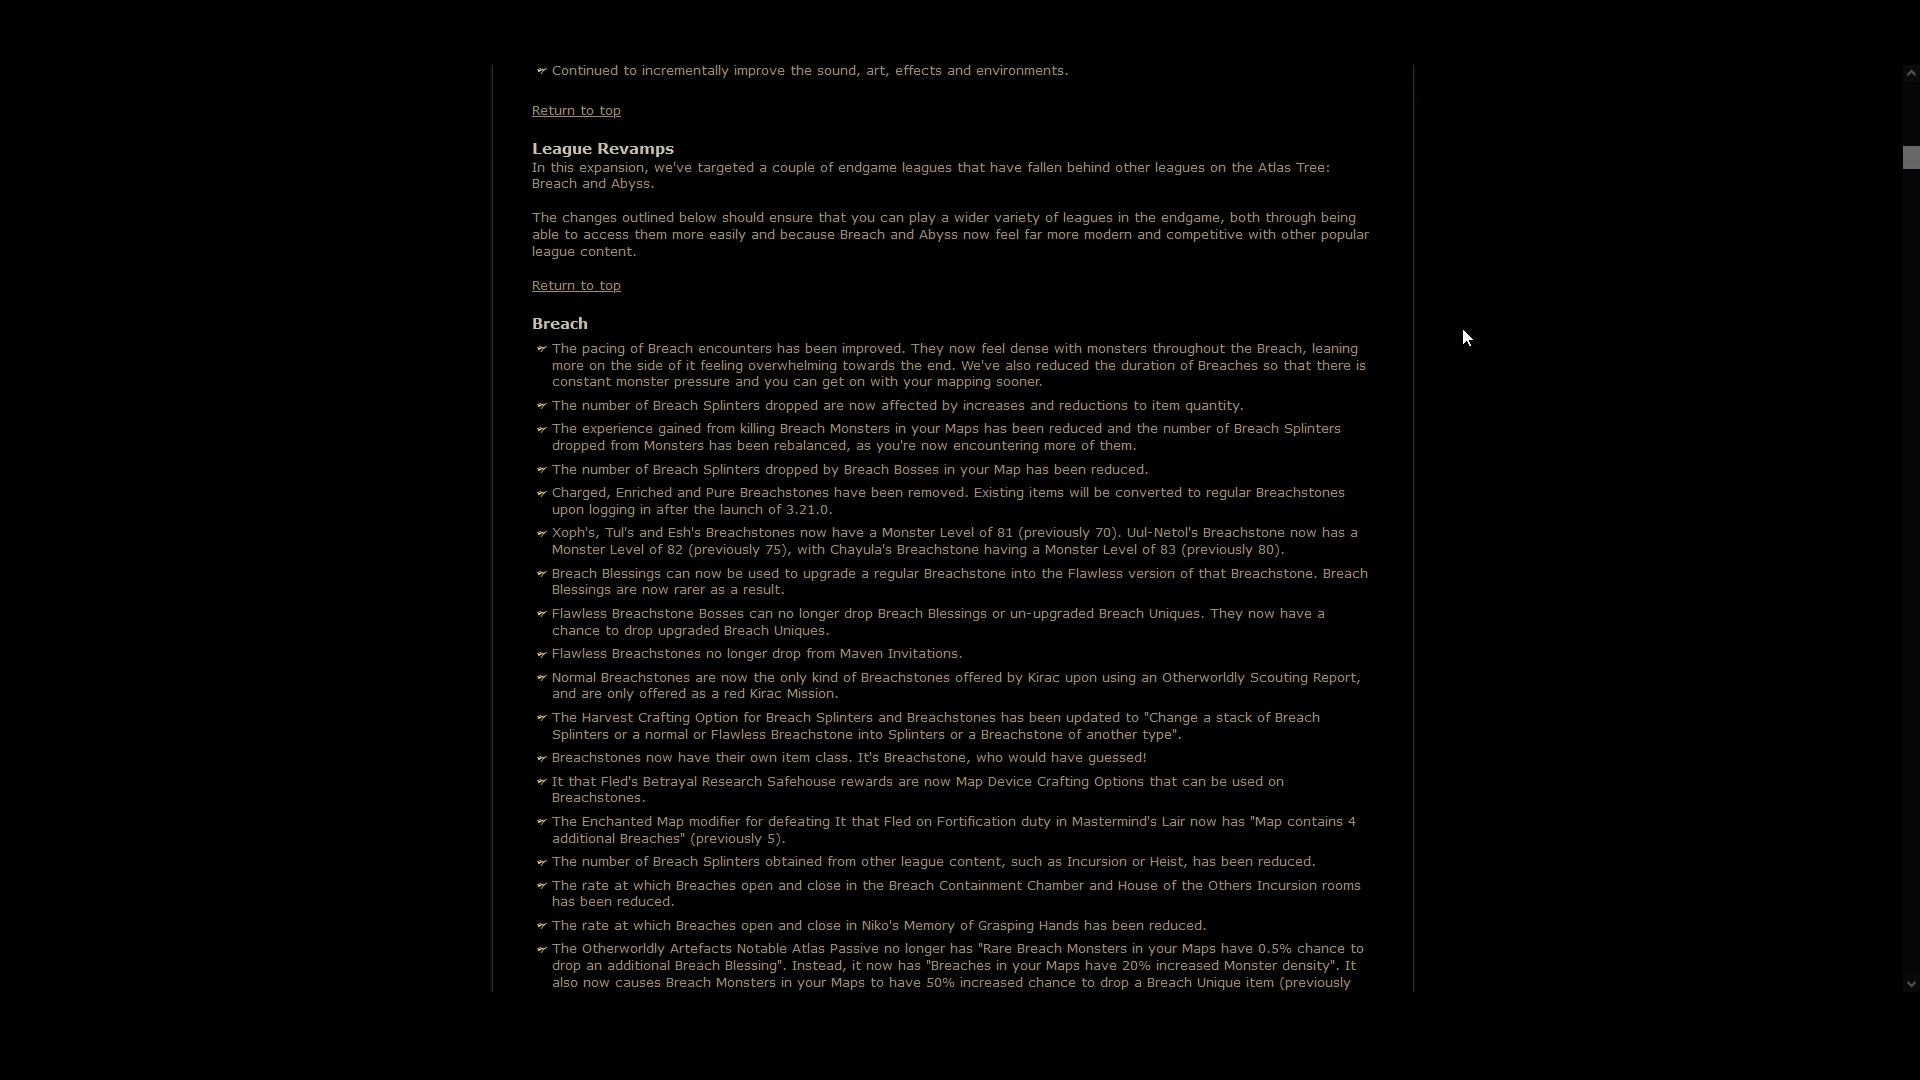 Continued to incrementally improve the sound, art, effects and environments.
Return to top
League Revamps
In this expansion, we've targeted a couple of endgame leagues that have fallen behind other leagues on the Atlas Tree:
Breach and Abyss.
The changes outlined below should ensure that you can play a wider variety of leagues in the endgame, both through being
able to access them more easily and because Breach and Abyss now feel far more modern and competitive with other popular
league content.
Return to top
Breach
The pacing of Breach encounters has been improved. They now feel dense with monsters throughout the Breach, leaning
more on the side of it feeling overwhelming towards the end. We've also reduced the duration of Breaches so that there is
constant monster pressure and you can get on with your mapping sooner.
The number of Breach Splinters dropped are now affected by increases and reductions to item quantity.
The experience gained from killing Breach Monsters in your Maps has been reduced and the number of Breach Splinters
dropped from Monsters has been rebalanced, as you're now encountering more of them.
The number of Breach Splinters dropped by Breach Bosses in your Map has been reduced.
Charged, Enriched and Pure Breachstones have been removed. Existing items will be converted to regular Breachstones
upon logging in after the launch of 3.21.0.
Xoph's, Tul's and Esh's Breachstones now have a Monster Level of 81 (previously 70). Uul-Netol's Breachstone now has a
Monster Level of 82 (previously 75), with Chayula's Breachstone having a Monster Level of 83 (previously 80).
Breach Blessings can now be used to upgrade a regular Breachstone into the Flawless version of that Breachstone. Breach
Blessings are now rarer as a result.
Flawless Breachstone Bosses can no longer drop Breach Blessings or un-upgraded Breach Uniques. They now have a
chance to drop upgraded Breach Uniques.
Flawless Breachstones no longer drop from Maven Invitations.
Normal Breachstones are now the only kind of Breachstones offered by Kirac upon using an Otherworldly Scouting Report,
and are only offered as a red Kirac Mission.
The Harvest Crafting Option for Breach Splinters and Breachstones has been updated to "Change a stack of Breach
Splinters or a normal or Flawless Breachstone into Splinters or a Breachstone of another type".
Breachstones now have their own item class. It's Breachstone, who would have guessed!
It that Fled's Betrayal Research Safehouse rewards are now Map Device Crafting Options that can be used on
Breachstones.
The Enchanted Map modifier for defeating It that Fled on Fortification duty in Mastermind's Lair now has "Map contains 4
additional Breaches" (previously 5).
The number of Breach Splinters obtained from other league content, such as Incursion or Heist, has been reduced.
The rate at which Breaches open and close in the Breach Containment Chamber and House of the Others Incursion rooms
has been reduced.
The rate at which Breaches open and close in Niko's Memory of Grasping Hands has been reduced.
The Otherworldly Artefacts Notable Atlas Passive no longer has "Rare Breach Monsters in your Maps have 0.5% chance to
drop an additional Breach Blessing". Instead, it now has "Breaches in your Maps have 20% increased Monster density". It
also now causes Breach Monsters in your Maps to have 50% increased chance to drop a Breach Unique item (previously